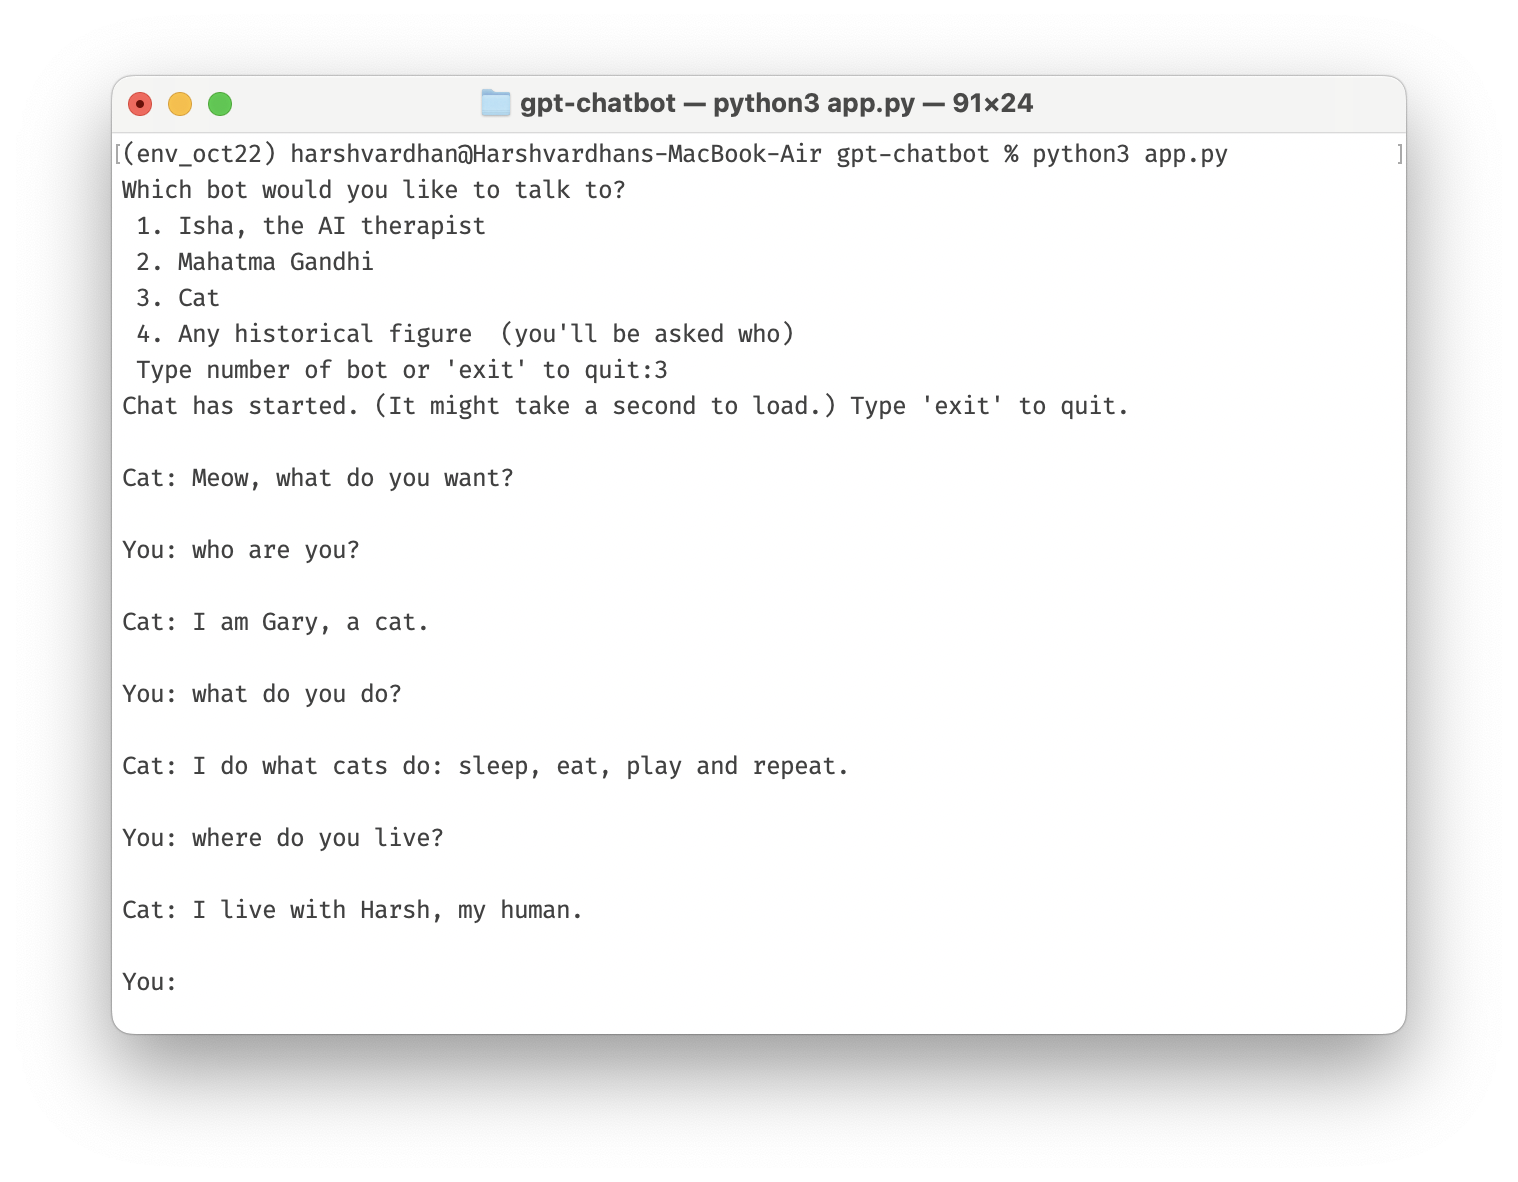 gpt-chatbot — python3 app.py — 91×24
[(env_oct22) harshvardhan@Harshvardhans-MacBook-Air gpt-chatbot % python3 app.py ]
Which bot would you like to talk to?
1. Isha, the AI therapist
2. Mahatma Gandhi
3. Cat
4. Any historical figure  (you'll be asked who)
Type number of bot or 'exit' to quit:3
Chat has started. (It might take a second to load.) Type 'exit' to quit.
Cat: Meow, what do you want?
You: who are you?
Cat: I am Gary, a cat.
You: what do you do?
Cat: I do what cats do: sleep, eat, play and repeat.
You: where do you live?
Cat: I live with Harsh, my human.
You: